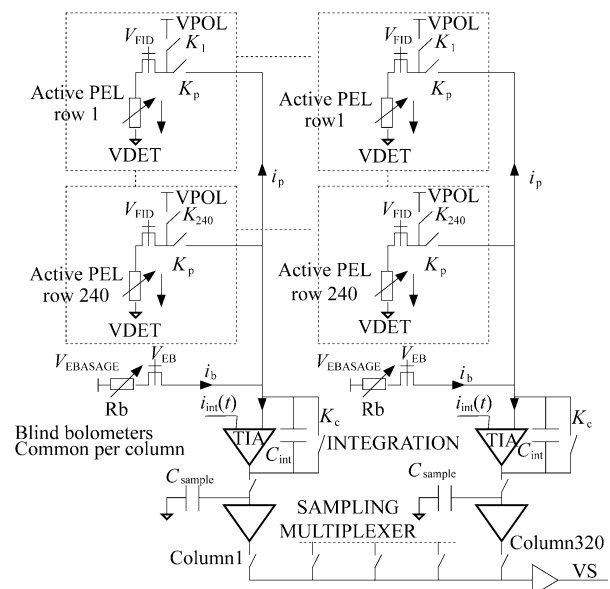 VPOL
VPOL
V_FID
K_1
V_FID
K_1
K_p
K_p
Active PEL
row 1
Active PEL
row1
VDET
VDET
i_p
i_p
VPOL
VPOL
V_FID
K_240
V_FID
K_240
K_p
K_p
Active PEL
row 240
Active PEL
row 240
VDET
VDET
V_EBASAGE
V_EB
i_b
V_EBASAGE
V_EB
i_b
Rb
i_int(t)
K_c
Rb
i_int(t)
K_c
Blind bolometers
Common per column
TIA
C_int
INTEGRATION
TIA
C_int
C_sample
C_sample
SAMPLING
MULTIPLEXER
Column1
Column320
VS